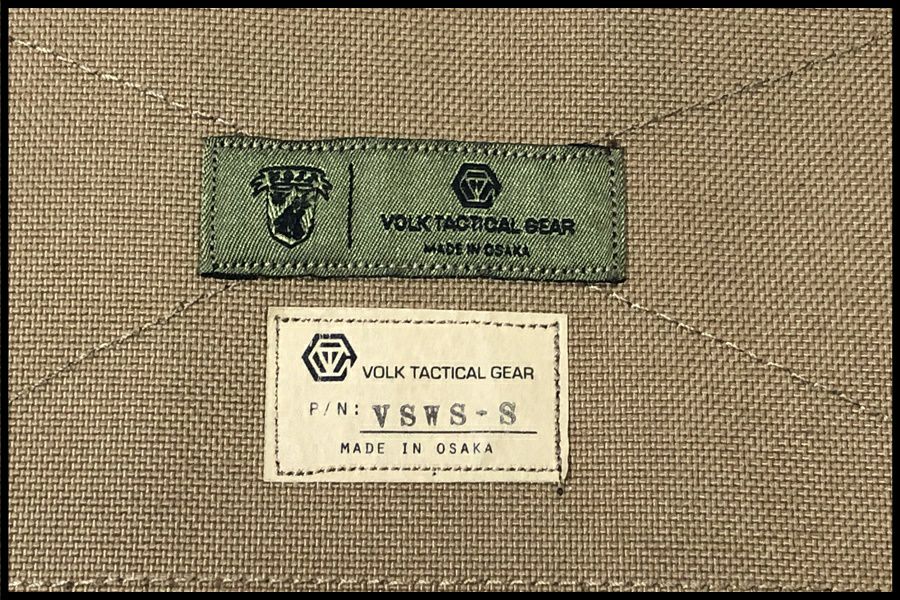 VOLK TACTICAL GEAR
MADE IN OSAKA
VOLK TACTICAL GEAR
P/N: VSWS-S
MADE IN OSAKA